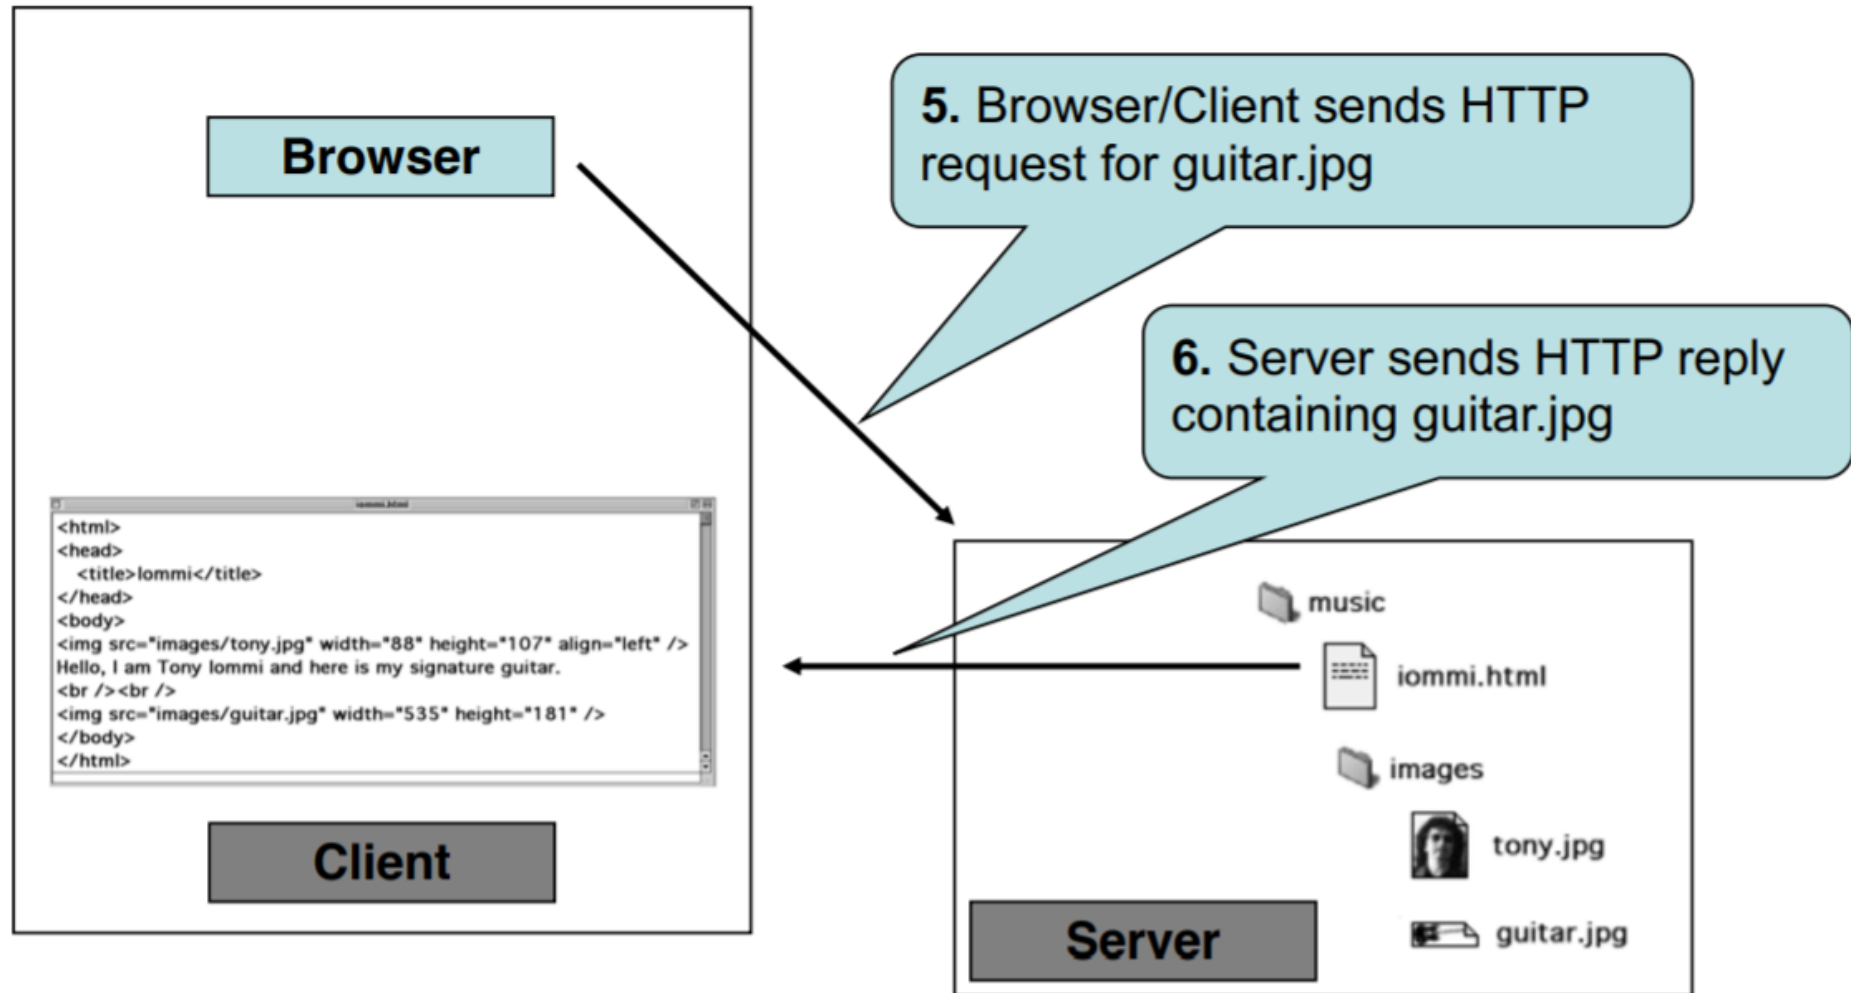 Browser
5. Browser/Client sends HTTP
request for guitar.jpg
6. Server sends HTTP reply
containing guitar.jpg
iommi.html
<html>
<head>
<title>Iommi</title>
</head>
<body>
<img src="images/tony.jpg" width="88" height="107" align="left" />
Hello, I am Tony Iommi and here is my signature guitar.
<br /><br />
<img src="images/guitar.jpg" width="535" height="181" />
</body>
</html>
Client
music
iommi.html
images
tony.jpg
guitar.jpg
Server